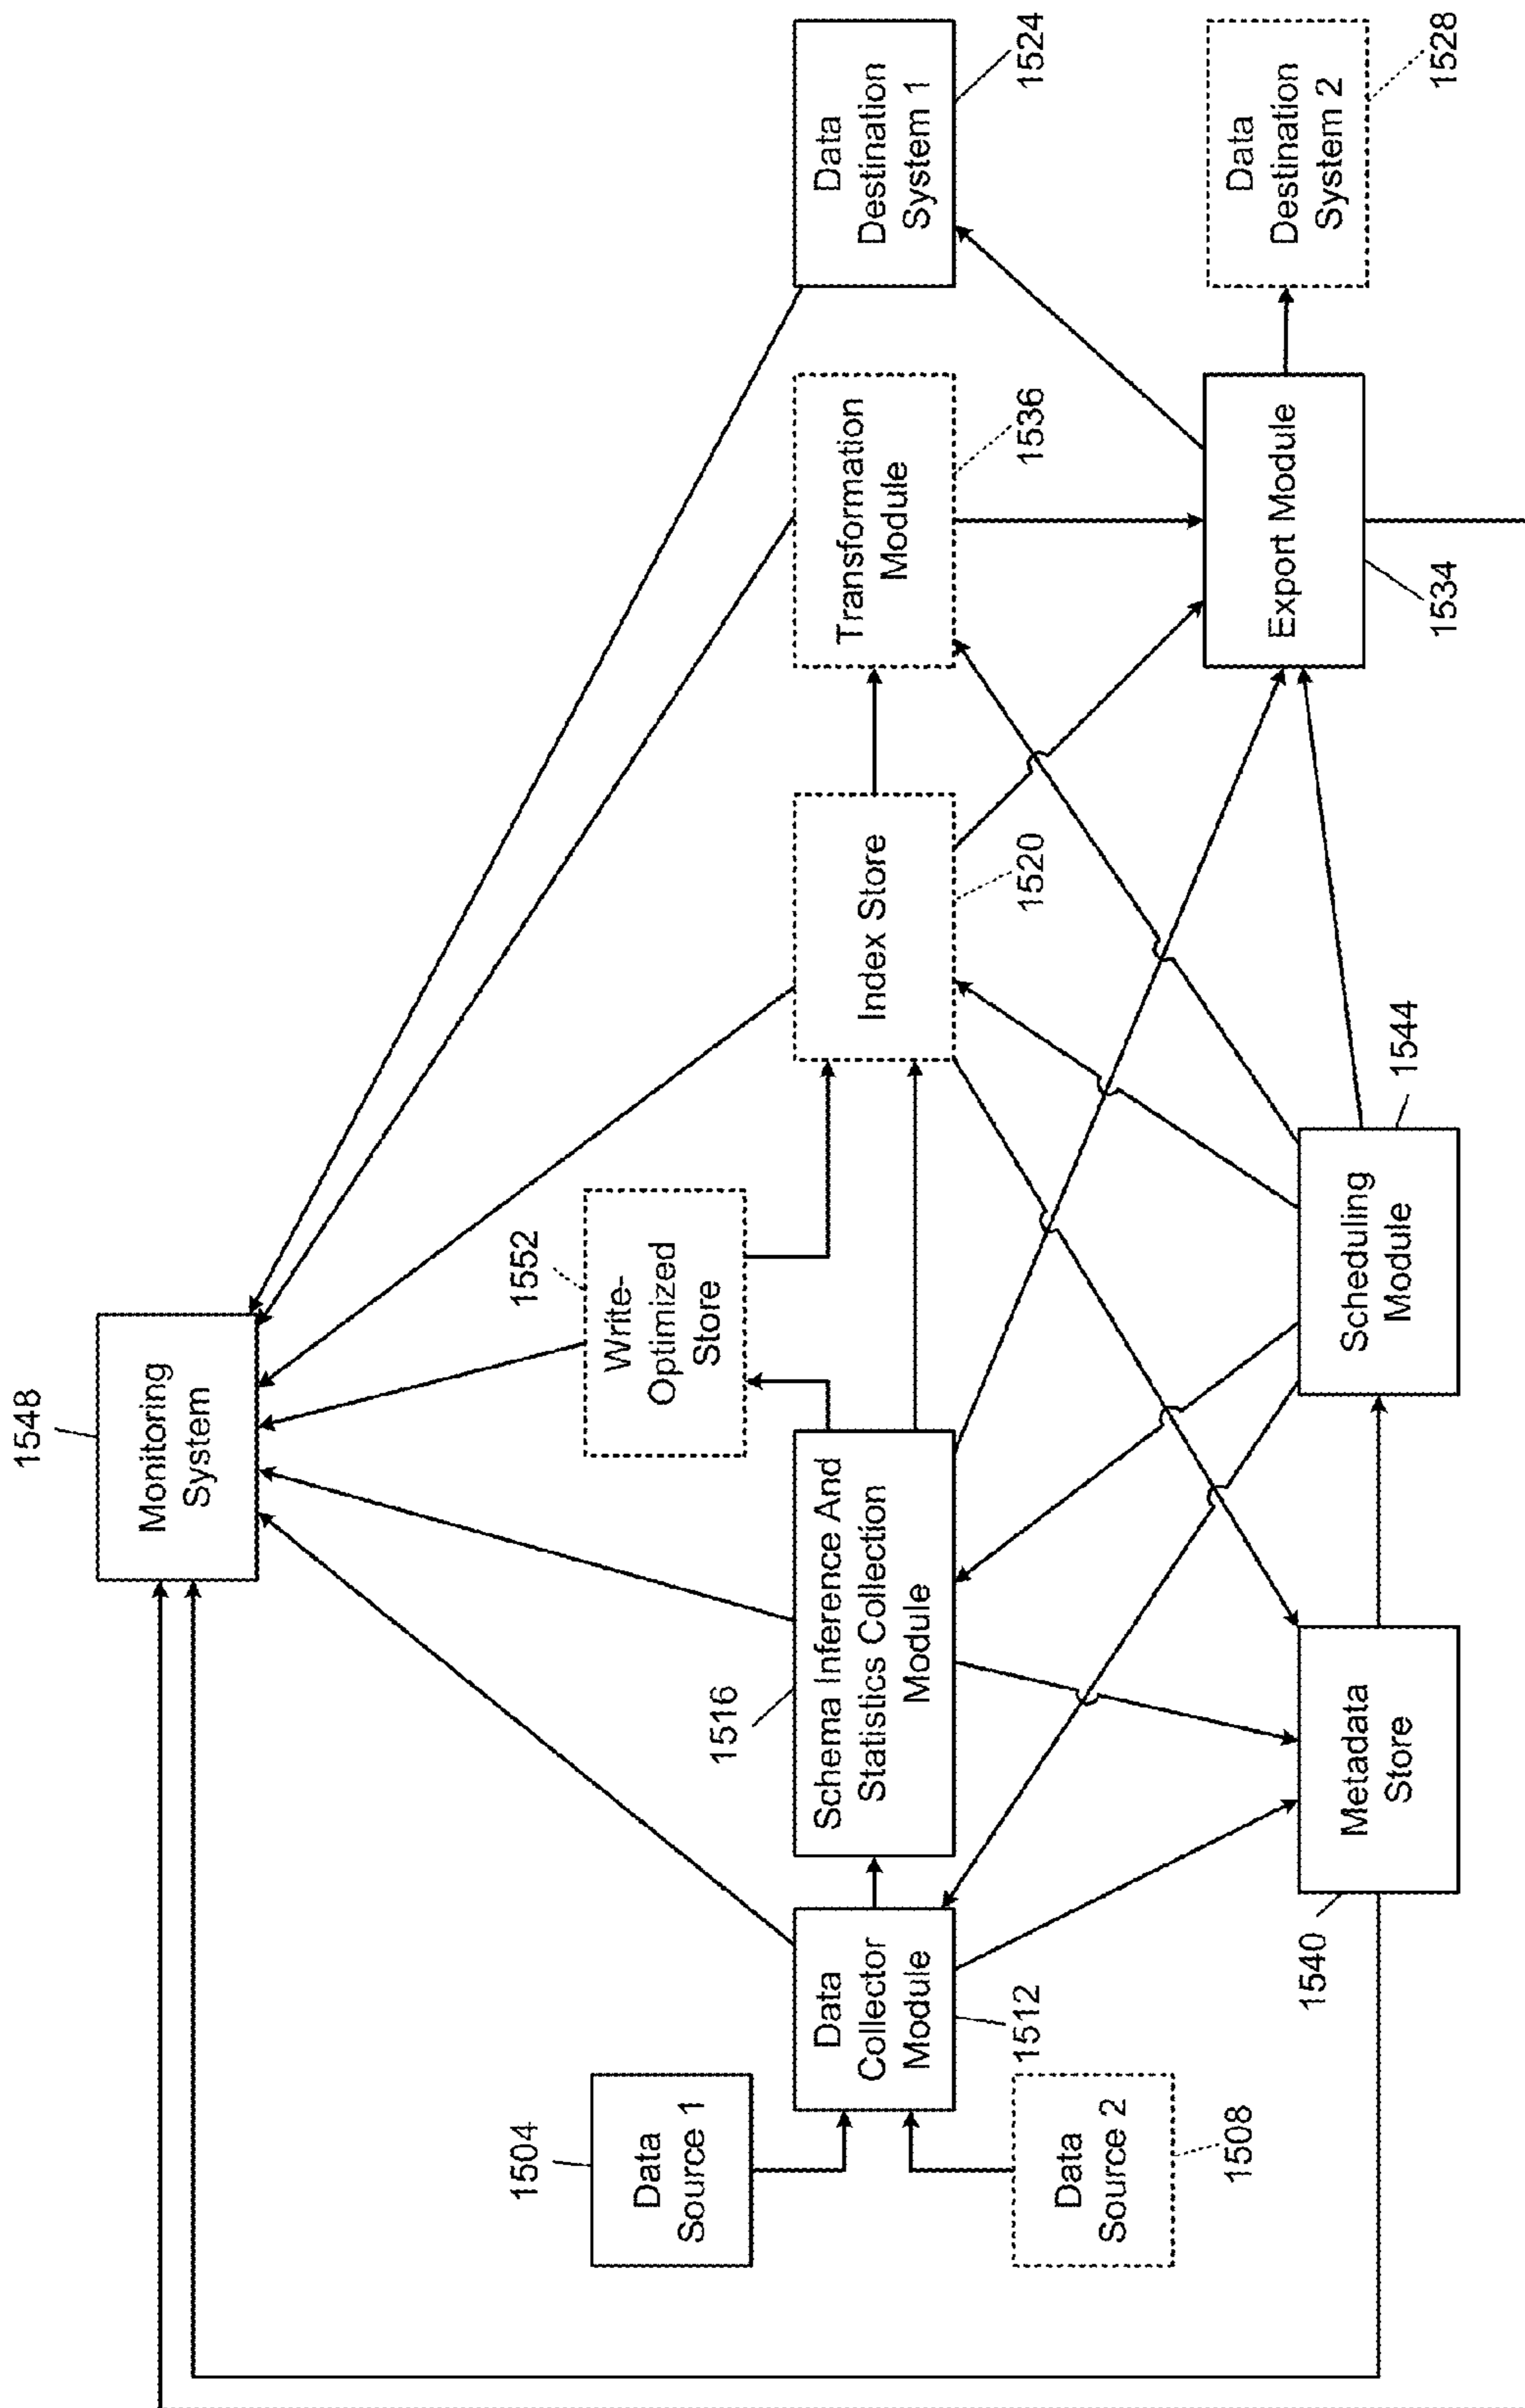 1548
Monitoring
System
1552
Write-
Optimized
Store
1504
Data
Source 1
1516
Data
Collector
Module
1512
Schema Inference And
Statistics Collection
Module
Index Store
1520
Transformation
Module
1536
Data
Destination
System 1
1524
Data
Source 2
1508
1540
Metadata
Store
Scheduling
Module
1544
Export Module
1534
Data
Destination
System 2
1528